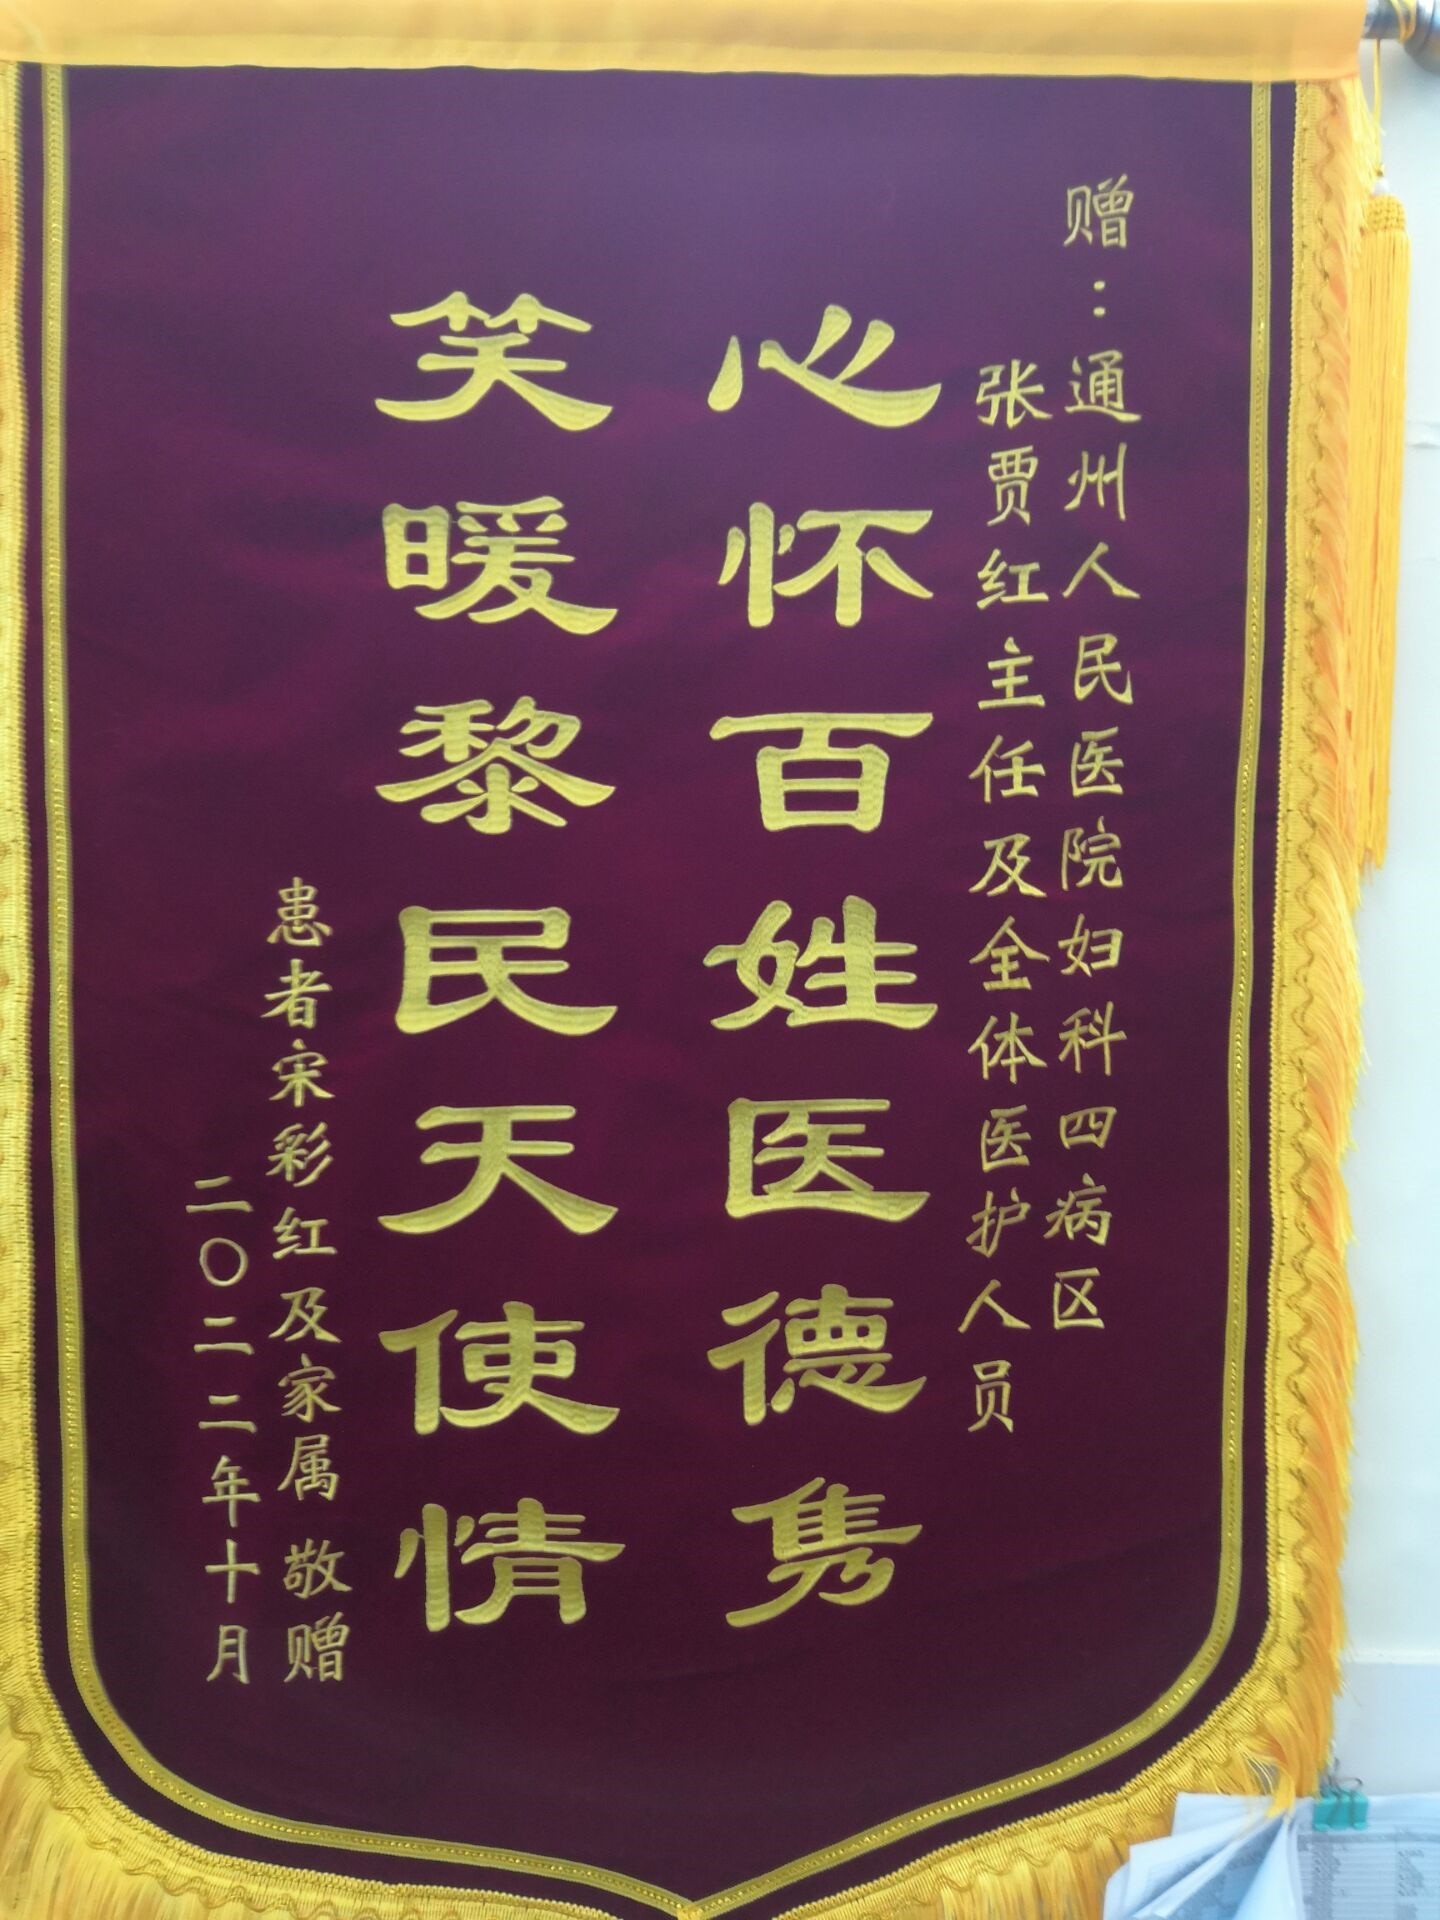 赠：通州人民医院妇科四病区
张贾红主任及全体医护人员
心怀百姓医德隽
笑暖黎民天使情
患者宋彩红及家属 敬赠
二〇二二年十月